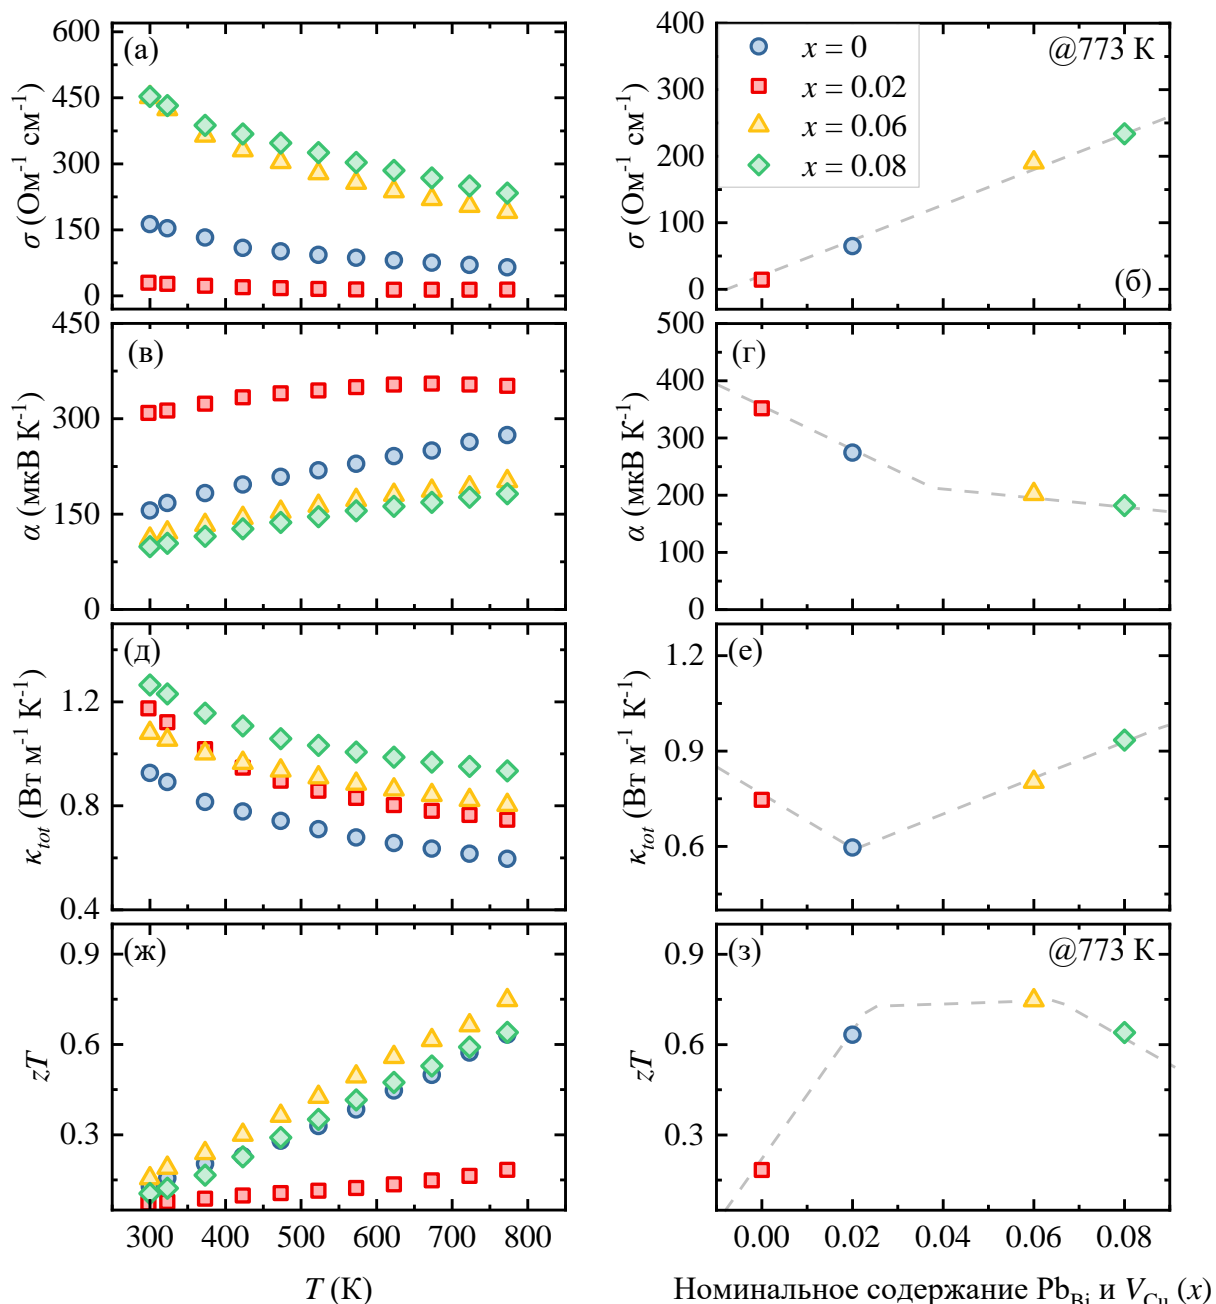 (а)
600
450
300
150
0
σ (Ом⁻¹ см⁻¹)
400
300
200
100
0
σ (Ом⁻¹ см⁻¹)
x = 0
x = 0.02
x = 0.06
x = 0.08
@773 К
(б)
(в)
450
300
150
0
α (мкВ К⁻¹)
(г)
500
400
300
200
100
0
α (мкВ К⁻¹)
(д)
1.2
0.8
0.4
κtot (Вт м⁻¹ К⁻¹)
(е)
1.2
0.9
0.6
κtot (Вт м⁻¹ К⁻¹)
(ж)
0.9
0.6
0.3
zT
300 400 500 600 700 800
T (К)
(з)
@773 К
0.9
0.6
0.3
zT
0.00 0.02 0.04 0.06 0.08
Номинальное содержание PbBi и VCu (x)